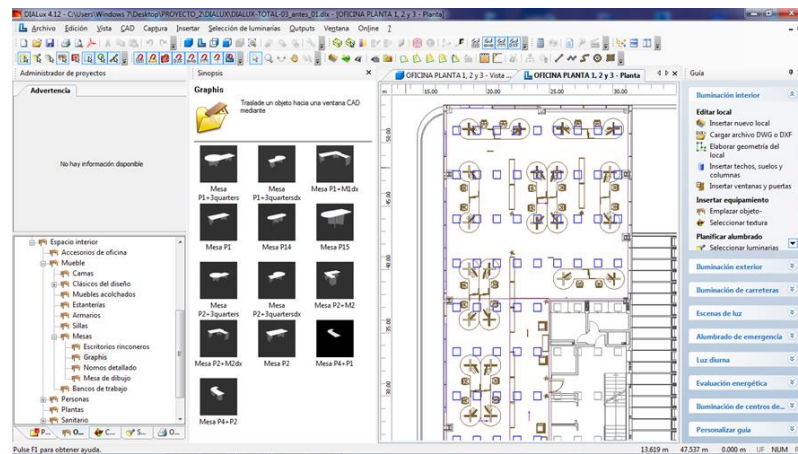 DIALux 4.12 - C:\Users\Windows 7\Desktop\PROYECTO_2\DIALUX\DIALUX-TOTAL-03_antes_01.dlx - [OFICINA PLANTA 1, 2 y 3 - Planta]
Archivo Edición Vista CAD Captura Insertar Selección de luminarias Outputs Ventana Online ?
Administrador de proyectos
Advertencia
No hay información disponible
Espacio interior
Accesorios de oficina
Mueble
Camas
Clásicos del diseño
Muebles acolchados
Estanterías
Armarios
Sillas
Mesas
Escritorios rinconeros
Graphis
Nomos detallado
Mesa de dibujo
Bancos de trabajo
Personas
Plantas
Sanitario
P... O... C... S... O...
Sinopsis
Graphis
Traslade un objeto hacia una ventana CAD
mediante
Mesa
P1+3quarters
Mesa
P1+3quartersdx
Mesa P1+M1dx
Mesa P1
Mesa P14
Mesa P15
Mesa
P2+3quarters
Mesa
P2+3quartersdx
Mesa P2+M2
Mesa P2+M2dx
Mesa P2
Mesa P4+P1
Mesa P4+P2
OFICINA PLANTA 1, 2 y 3 - Vista ...
OFICINA PLANTA 1, 2 y 3 - Planta
m
15.00 20.00 25.00 30.00
50.00
45.00
40.00
35.00
30.00
Guía
Iluminación interior
Editar local
Insertar nuevo local
Cargar archivo DWG o DXF
Elaborar geometría del
local
Insertar techos, suelos y
columnas
Insertar ventanas y puertas
Insertar equipamiento
Emplazar objeto-
Seleccionar textura
Planificar alumbrado
Seleccionar luminarias
Iluminación exterior
Iluminación de carreteras
Escenas de luz
Alumbrado de emergencia
Luz diurna
Evaluación energética
Iluminación de centros de...
Personalizar guía
Pulse F1 para obtener ayuda.
13.619 m 47.537 m 0.000 m UF NUM